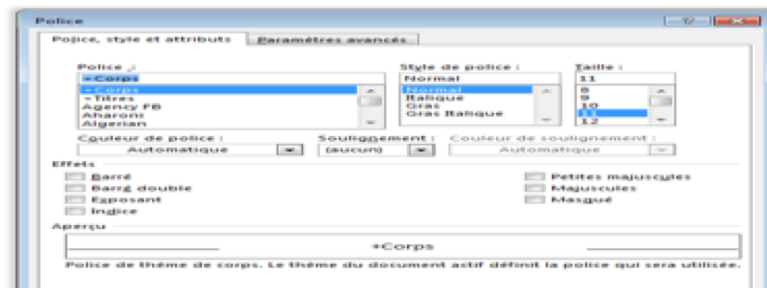 Police
Police, style et attributs Paramètres avancés
Police : Style de police : Taille :
+Corps Normal 11
+Corps Normal 8
+Titres Italique 9
Agency FB Gras 10
Aharoni Gras Italique 11
Algerian 12
Couleur de police : Soulignement : Couleur de soulignement :
Automatique (aucun) Automatique
Effets
Barré Petites majuscules
Barré double Majuscules
Exposant Masqué
Indice
Aperçu
+Corps
Police de thème de corps. Le thème du document actif définit la police qui sera utilisée.